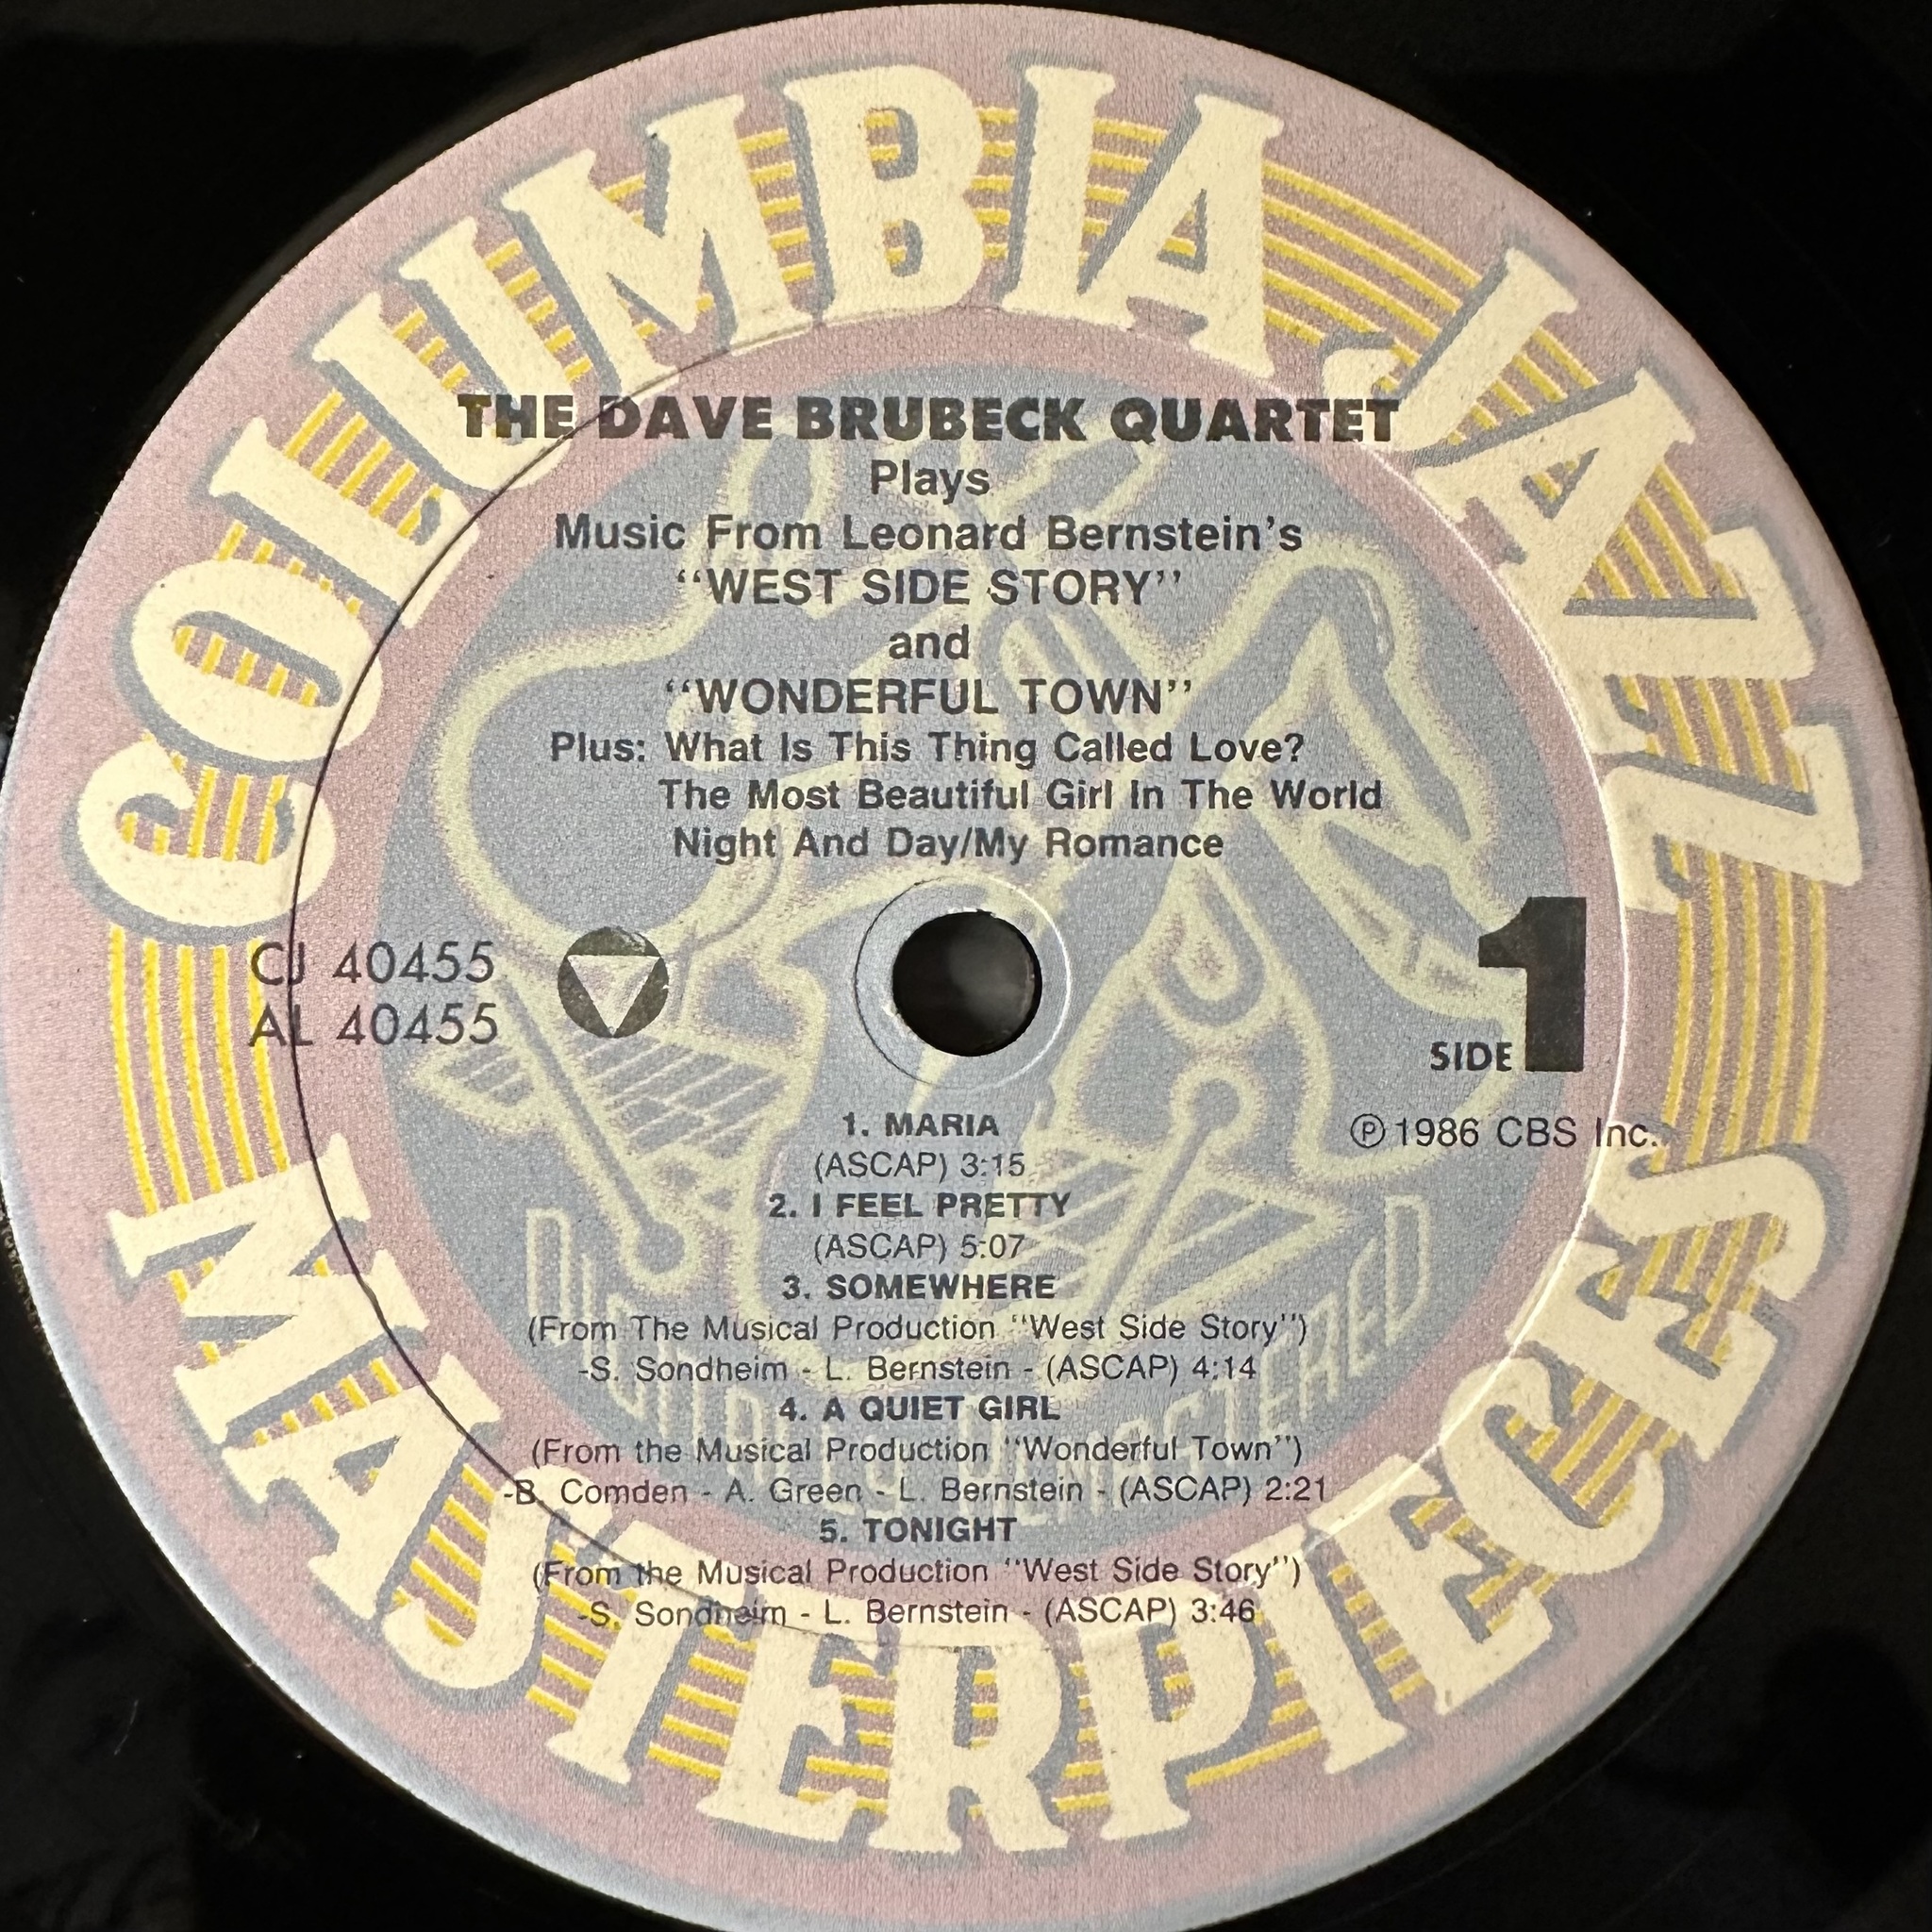 COLUMBIA JAZZ
THE DAVE BRUBECK QUARTET
Plays
Music From Leonard Bernstein's
"WEST SIDE STORY"
and
"WONDERFUL TOWN"
Plus: What Is This Thing Called Love?
The Most Beautiful Girl In The World
Night And Day/My Romance
CJ 40455
AL 40455
SIDE 1
℗ 1986 CBS Inc.
1. MARIA
(ASCAP) 3:15
2. I FEEL PRETTY
(ASCAP) 5:07
3. SOMEWHERE
(From The Musical Production "West Side Story")
-S. Sondheim - L. Bernstein - (ASCAP) 4:14
4. A QUIET GIRL
(From the Musical Production "Wonderful Town")
-B. Comden - A. Green - L. Bernstein - (ASCAP) 2:21
5. TONIGHT
(From the Musical Production "West Side Story")
-S. Sondheim - L. Bernstein - (ASCAP) 3:46
DIGITALLY REMASTERED
MASTERPIECES